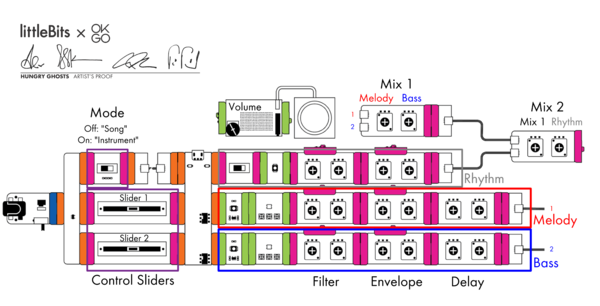 littleBits x OK GO
HUNGRY GHOSTS ARTIST'S PROOF
Mode
Off: "Song"
On: "Instrument"
Volume
Mix 1
Melody Bass
1
2
Mix 2
Mix 1 Rhythm
Rhythm
Slider 1
1
Melody
Slider 2
2
Bass
Control Sliders
Filter Envelope Delay